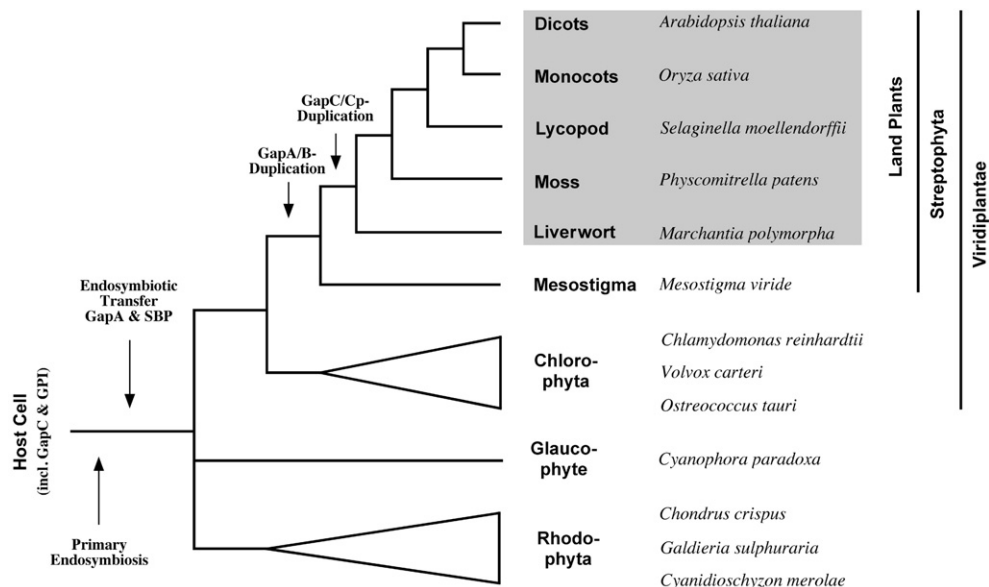 Dicots
Arabidopsis thaliana
Monocots
Oryza sativa
GapC/Cp-
Duplication
Lycopod
Selaginella moellendorffii
GapA/B-
Duplication
Moss
Physcomitrella patens
Liverwort
Marchantia polymorpha
Land Plants
Streptophyta
Viridiplantae
Endosymbiotic
Transfer
GapA & SBP
Mesostigma
Mesostigma viride
Chloro-
phyta
Chlamydomonas reinhardtii
Volvox carteri
Ostreococcus tauri
Host Cell
(incl. GapC & GPI)
Glauco-
phyte
Cyanophora paradoxa
Primary
Endosymbiosis
Rhodo-
phyta
Chondrus crispus
Galdieria sulphuraria
Cyanidioschyzon merolae